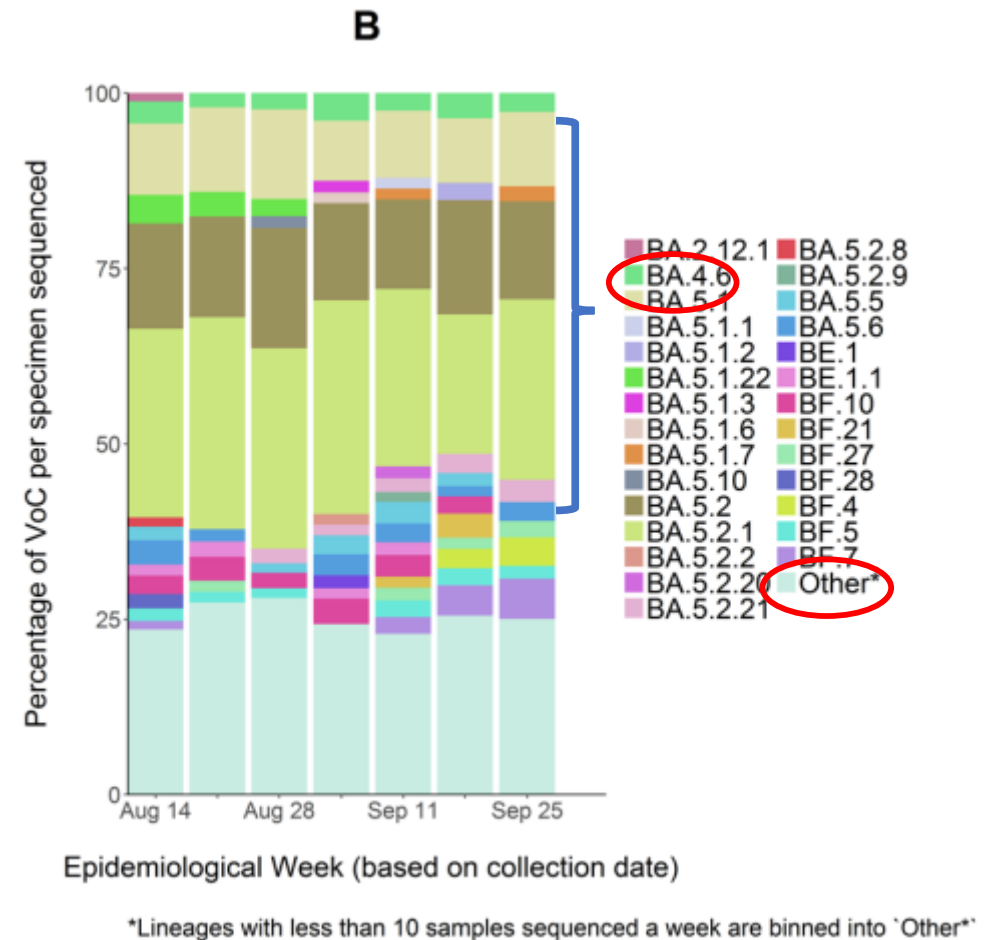 B
Percentage of VoC per specimen sequenced
100
75
50
25
0
Aug 14
Aug 28
Sep 11
Sep 25
Epidemiological Week (based on collection date)
BA.2.12.1
BA.4.6
BA.5.1
BA.5.1.1
BA.5.1.2
BA.5.1.22
BA.5.1.3
BA.5.1.6
BA.5.1.7
BA.5.10
BA.5.2
BA.5.2.1
BA.5.2.2
BA.5.2.20
BA.5.2.21
BA.5.2.8
BA.5.2.9
BA.5.5
BA.5.6
BE.1
BE.1.1
BF.10
BF.21
BF.27
BF.28
BF.4
BF.5
BF.7
Other*
*Lineages with less than 10 samples sequenced a week are binned into `Other*`